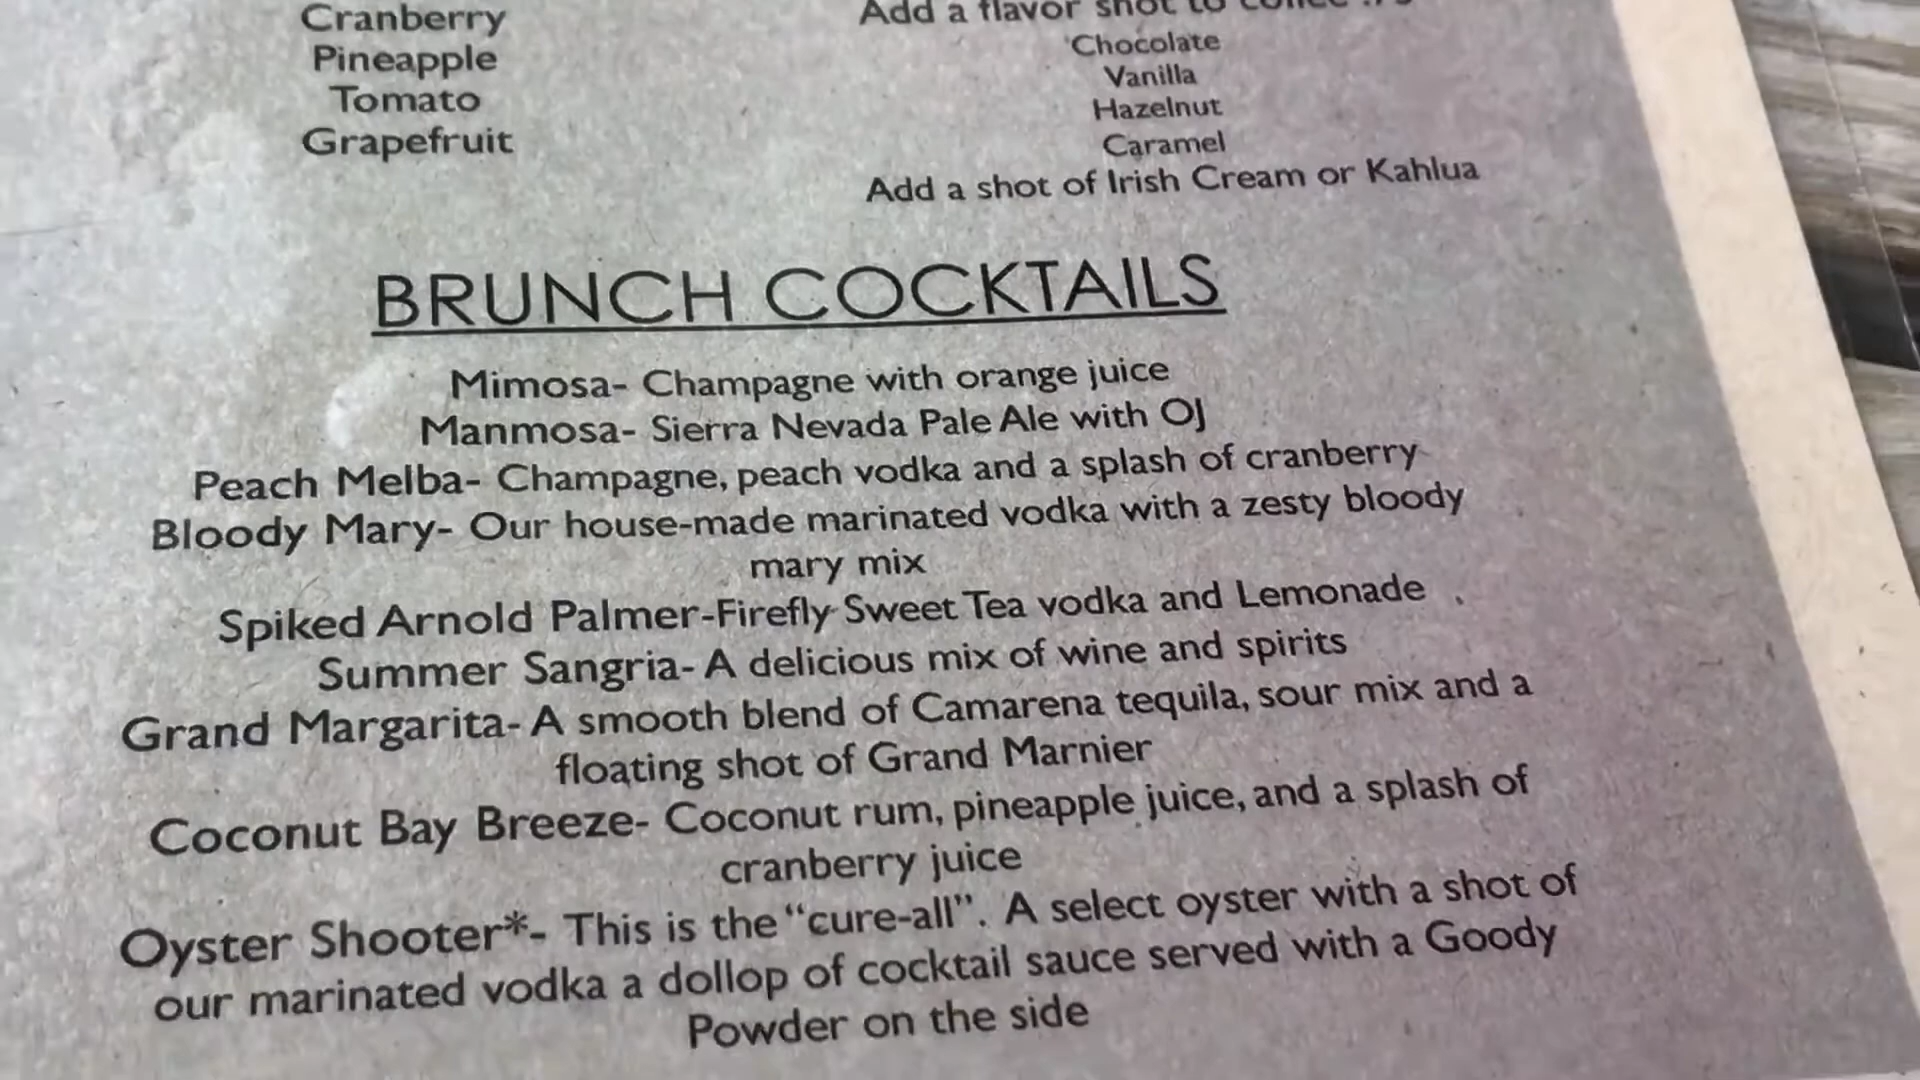 Cranberry
Pineapple
Tomato
Grapefruit
Add a flavor shot to coffee .75
Chocolate
Vanilla
Hazelnut
Caramel
Add a shot of Irish Cream or Kahlua
BRUNCH COCKTAILS
Mimosa- Champagne with orange juice
Manmosa- Sierra Nevada Pale Ale with OJ
Peach Melba- Champagne, peach vodka and a splash of cranberry
Bloody Mary- Our house-made marinated vodka with a zesty bloody
mary mix
Spiked Arnold Palmer-Firefly Sweet Tea vodka and Lemonade
Summer Sangria- A delicious mix of wine and spirits
Grand Margarita- A smooth blend of Camarena tequila, sour mix and a
floating shot of Grand Marnier
Coconut Bay Breeze- Coconut rum, pineapple juice, and a splash of
cranberry juice
Oyster Shooter*- This is the “cure-all”. A select oyster with a shot of
our marinated vodka a dollop of cocktail sauce served with a Goody
Powder on the side